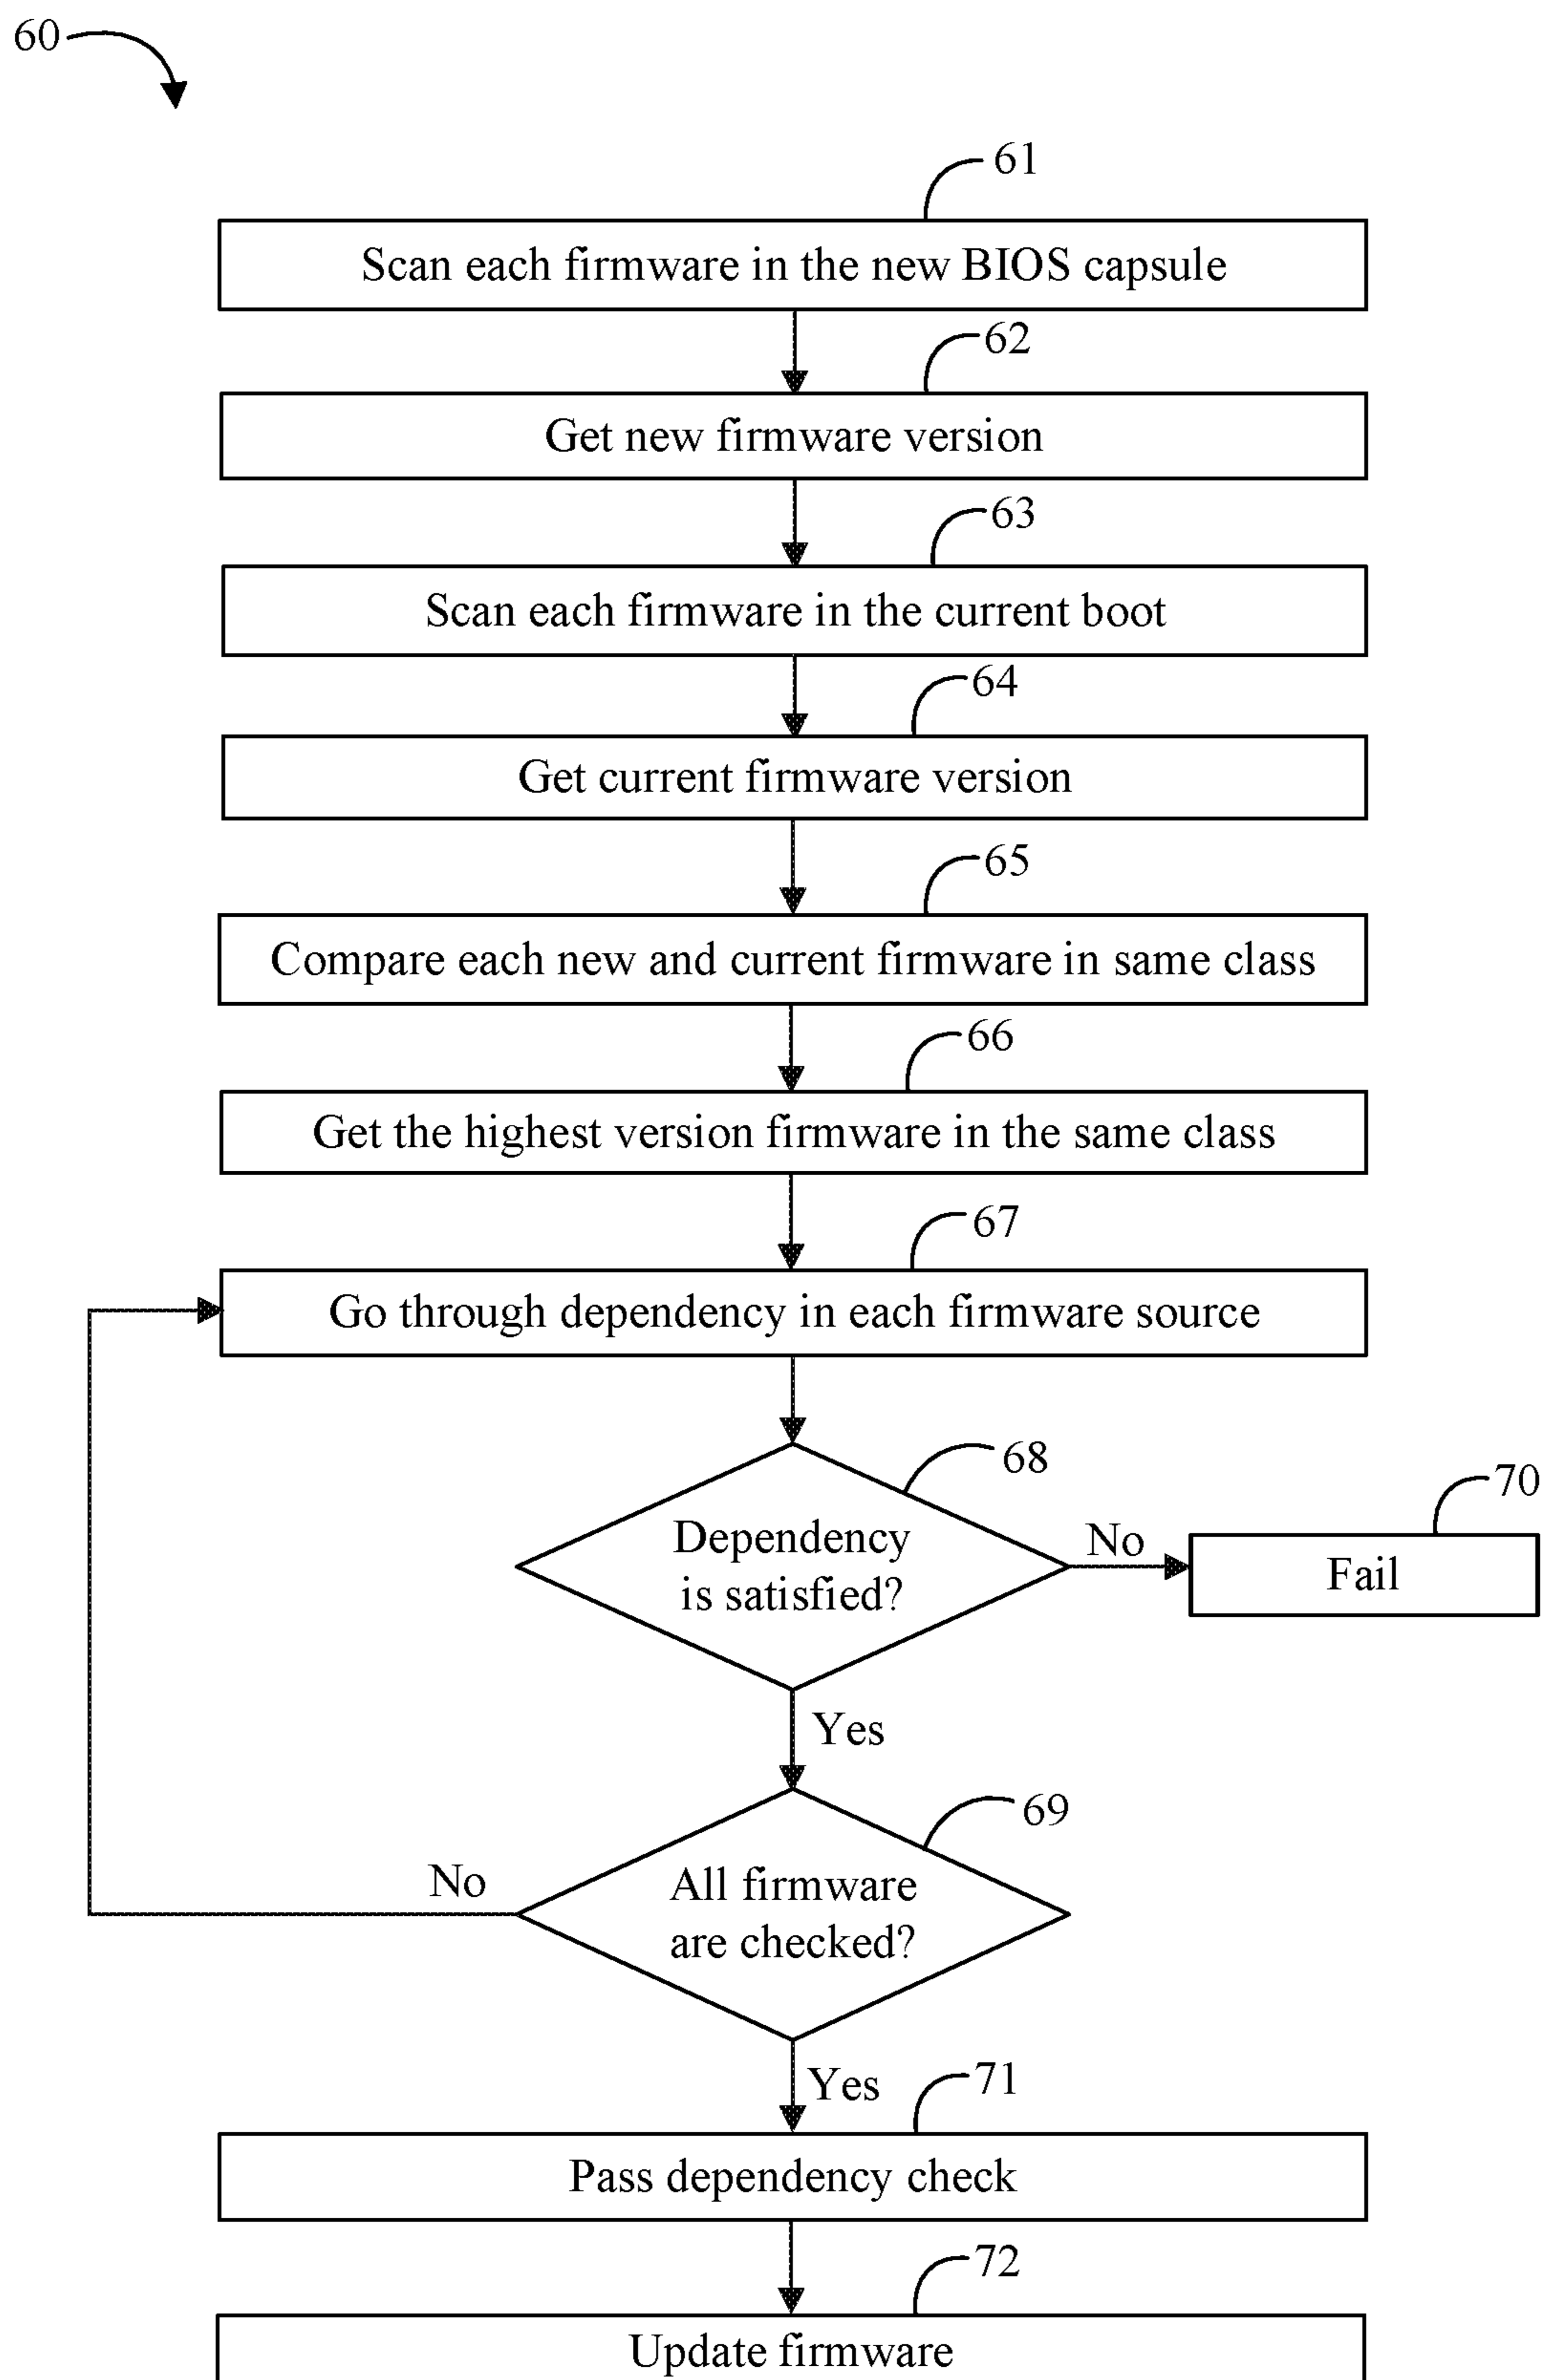 60
61
Scan each firmware in the new BIOS capsule
62
Get new firmware version
63
Scan each firmware in the current boot
64
Get current firmware version
65
Compare each new and current firmware in same class
66
Get the highest version firmware in the same class
67
Go through dependency in each firmware source
68
Dependency
is satisfied?
No
70
Fail
Yes
69
All firmware
are checked?
No
Yes
71
Pass dependency check
72
Update firmware